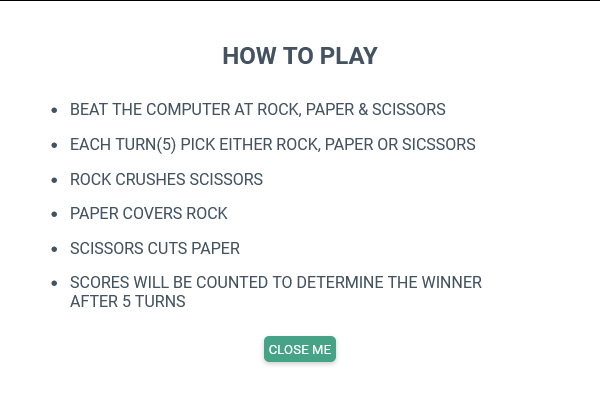 HOW TO PLAY
• BEAT THE COMPUTER AT ROCK, PAPER & SCISSORS
• EACH TURN(5) PICK EITHER ROCK, PAPER OR SICSSORS
• ROCK CRUSHES SCISSORS
• PAPER COVERS ROCK
• SCISSORS CUTS PAPER
• SCORES WILL BE COUNTED TO DETERMINE THE WINNER
AFTER 5 TURNS
CLOSE ME